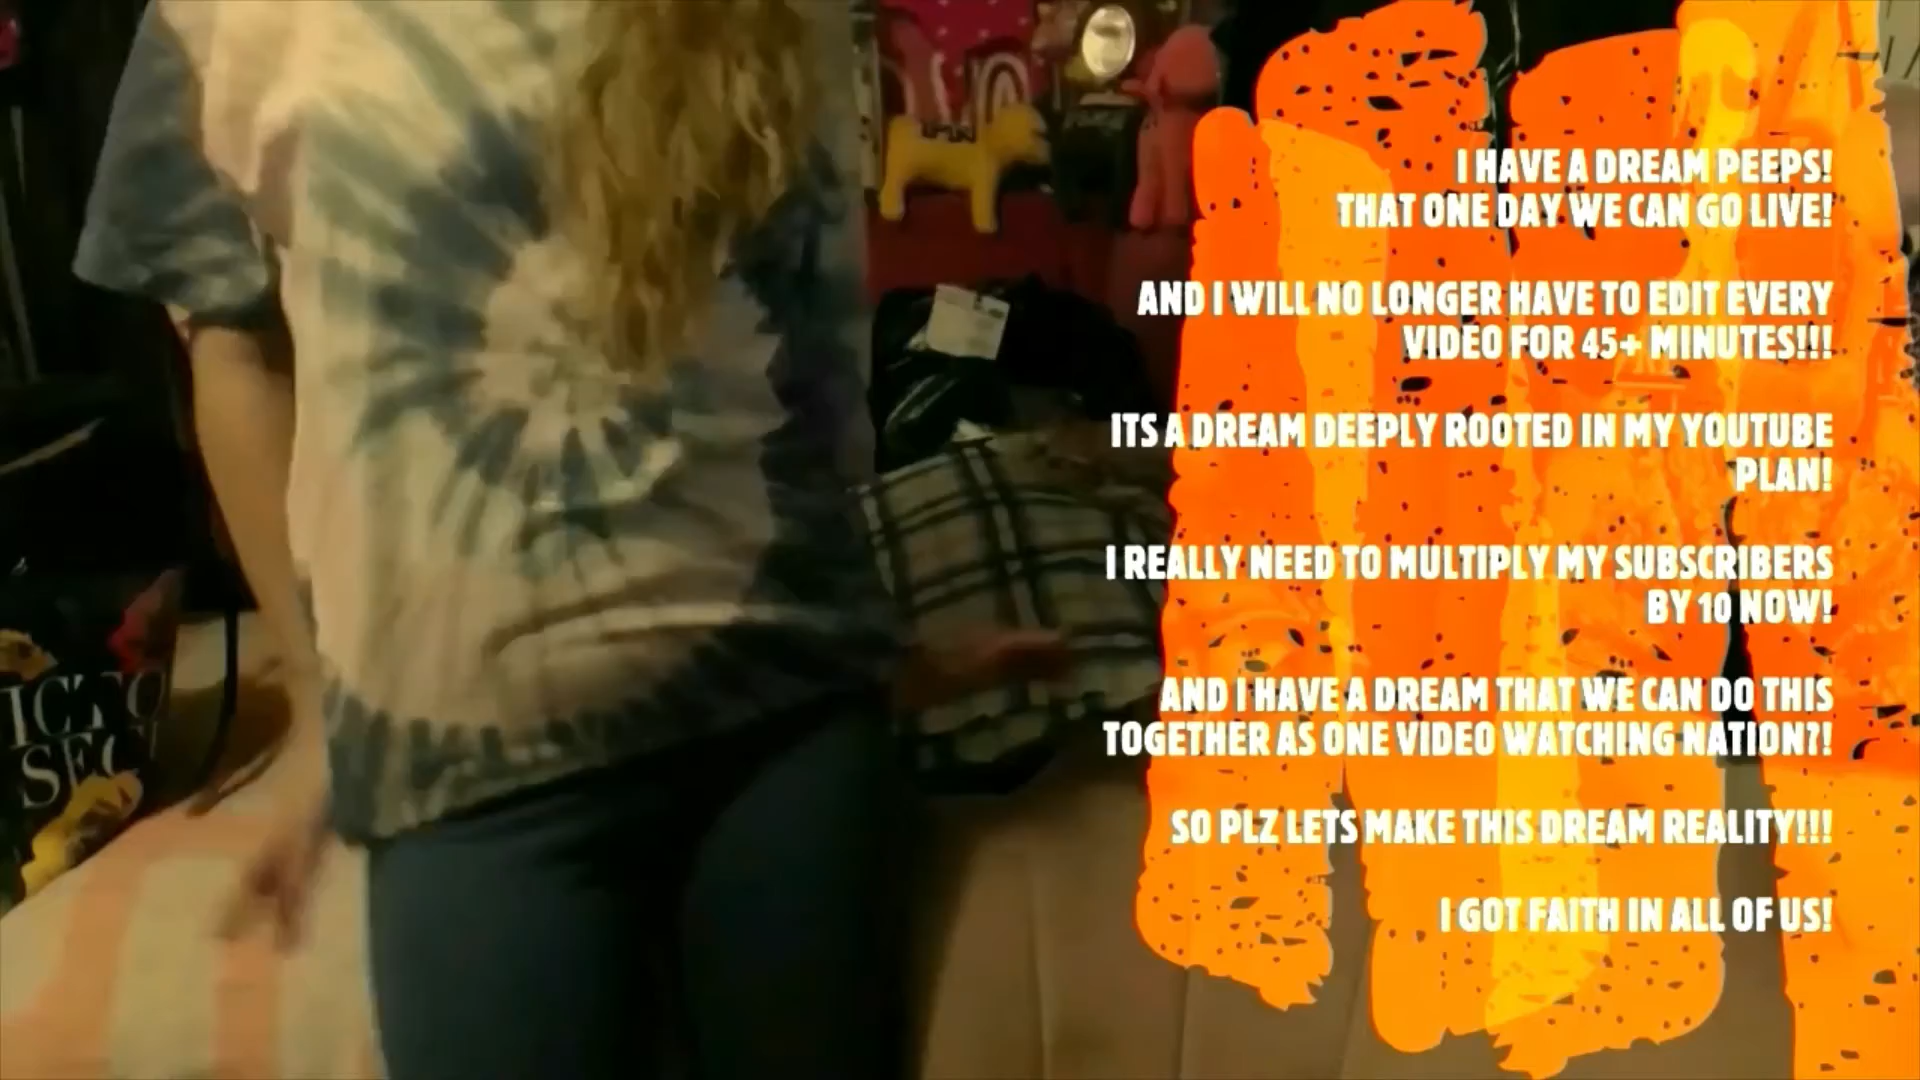 I HAVE A DREAM PEEPS!
THAT ONE DAY WE CAN GO LIVE!
AND I WILL NO LONGER HAVE TO EDIT EVERY
VIDEO FOR 45+ MINUTES!!!
ITS A DREAM DEEPLY ROOTED IN MY YOUTUBE
PLAN!
I REALLY NEED TO MULTIPLY MY SUBSCRIBERS
BY 10 NOW!
AND I HAVE A DREAM THAT WE CAN DO THIS
TOGETHER AS ONE VIDEO WATCHING NATION?!
SO PLZ LETS MAKE THIS DREAM REALITY!!!
I GOT FAITH IN ALL OF US!